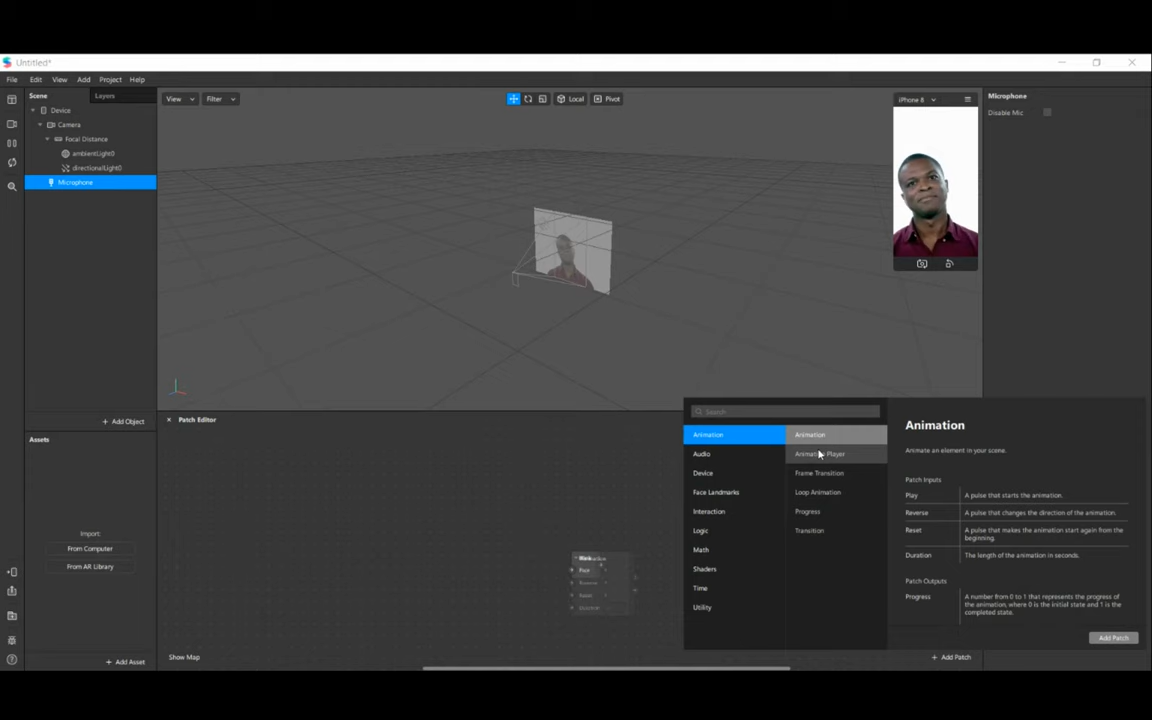 Untitled*
File Edit View Add Project Help
Scene Layers
Device
Camera
Focal Distance
ambientLight0
directionalLight0
Microphone
Add Object
Assets
Import:
From Computer
From AR Library
Add Asset
View Filter
Local Pivot
iPhone 8
Microphone
Disable Mic
Patch Editor
Show Map
Add Patch
Search
Animation
Audio
Device
Face Landmarks
Interaction
Logic
Math
Shaders
Time
Utility
Animation
Player
Frame Transition
Loop Animation
Progress
Transition
Animation
Animate an element in your scene.
Patch Inputs
Play A pulse that starts the animation.
Reverse A pulse that changes the direction of the animation.
Reset A pulse that makes the animation start again from the
beginning.
Duration The length of the animation in seconds.
Patch Outputs
Progress A number from 0 to 1 that represents the progress of
the animation, where 0 is the initial state and 1 is the
completed state.
Add Patch